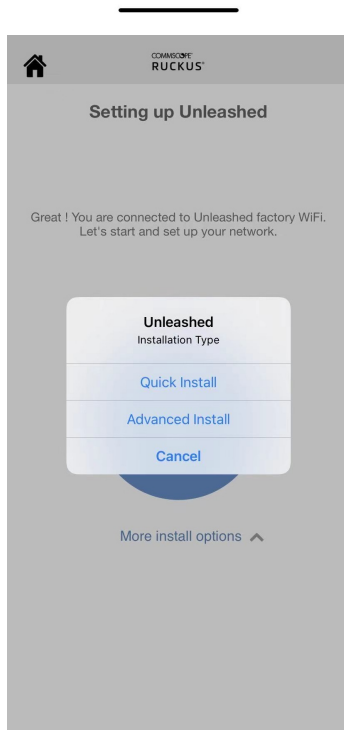 COMMSCOPE®
RUCKUS®
Setting up Unleashed
Great ! You are connected to Unleashed factory WiFi.
Let's start and set up your network.
Unleashed
Installation Type
Quick Install
Advanced Install
Cancel
More install options